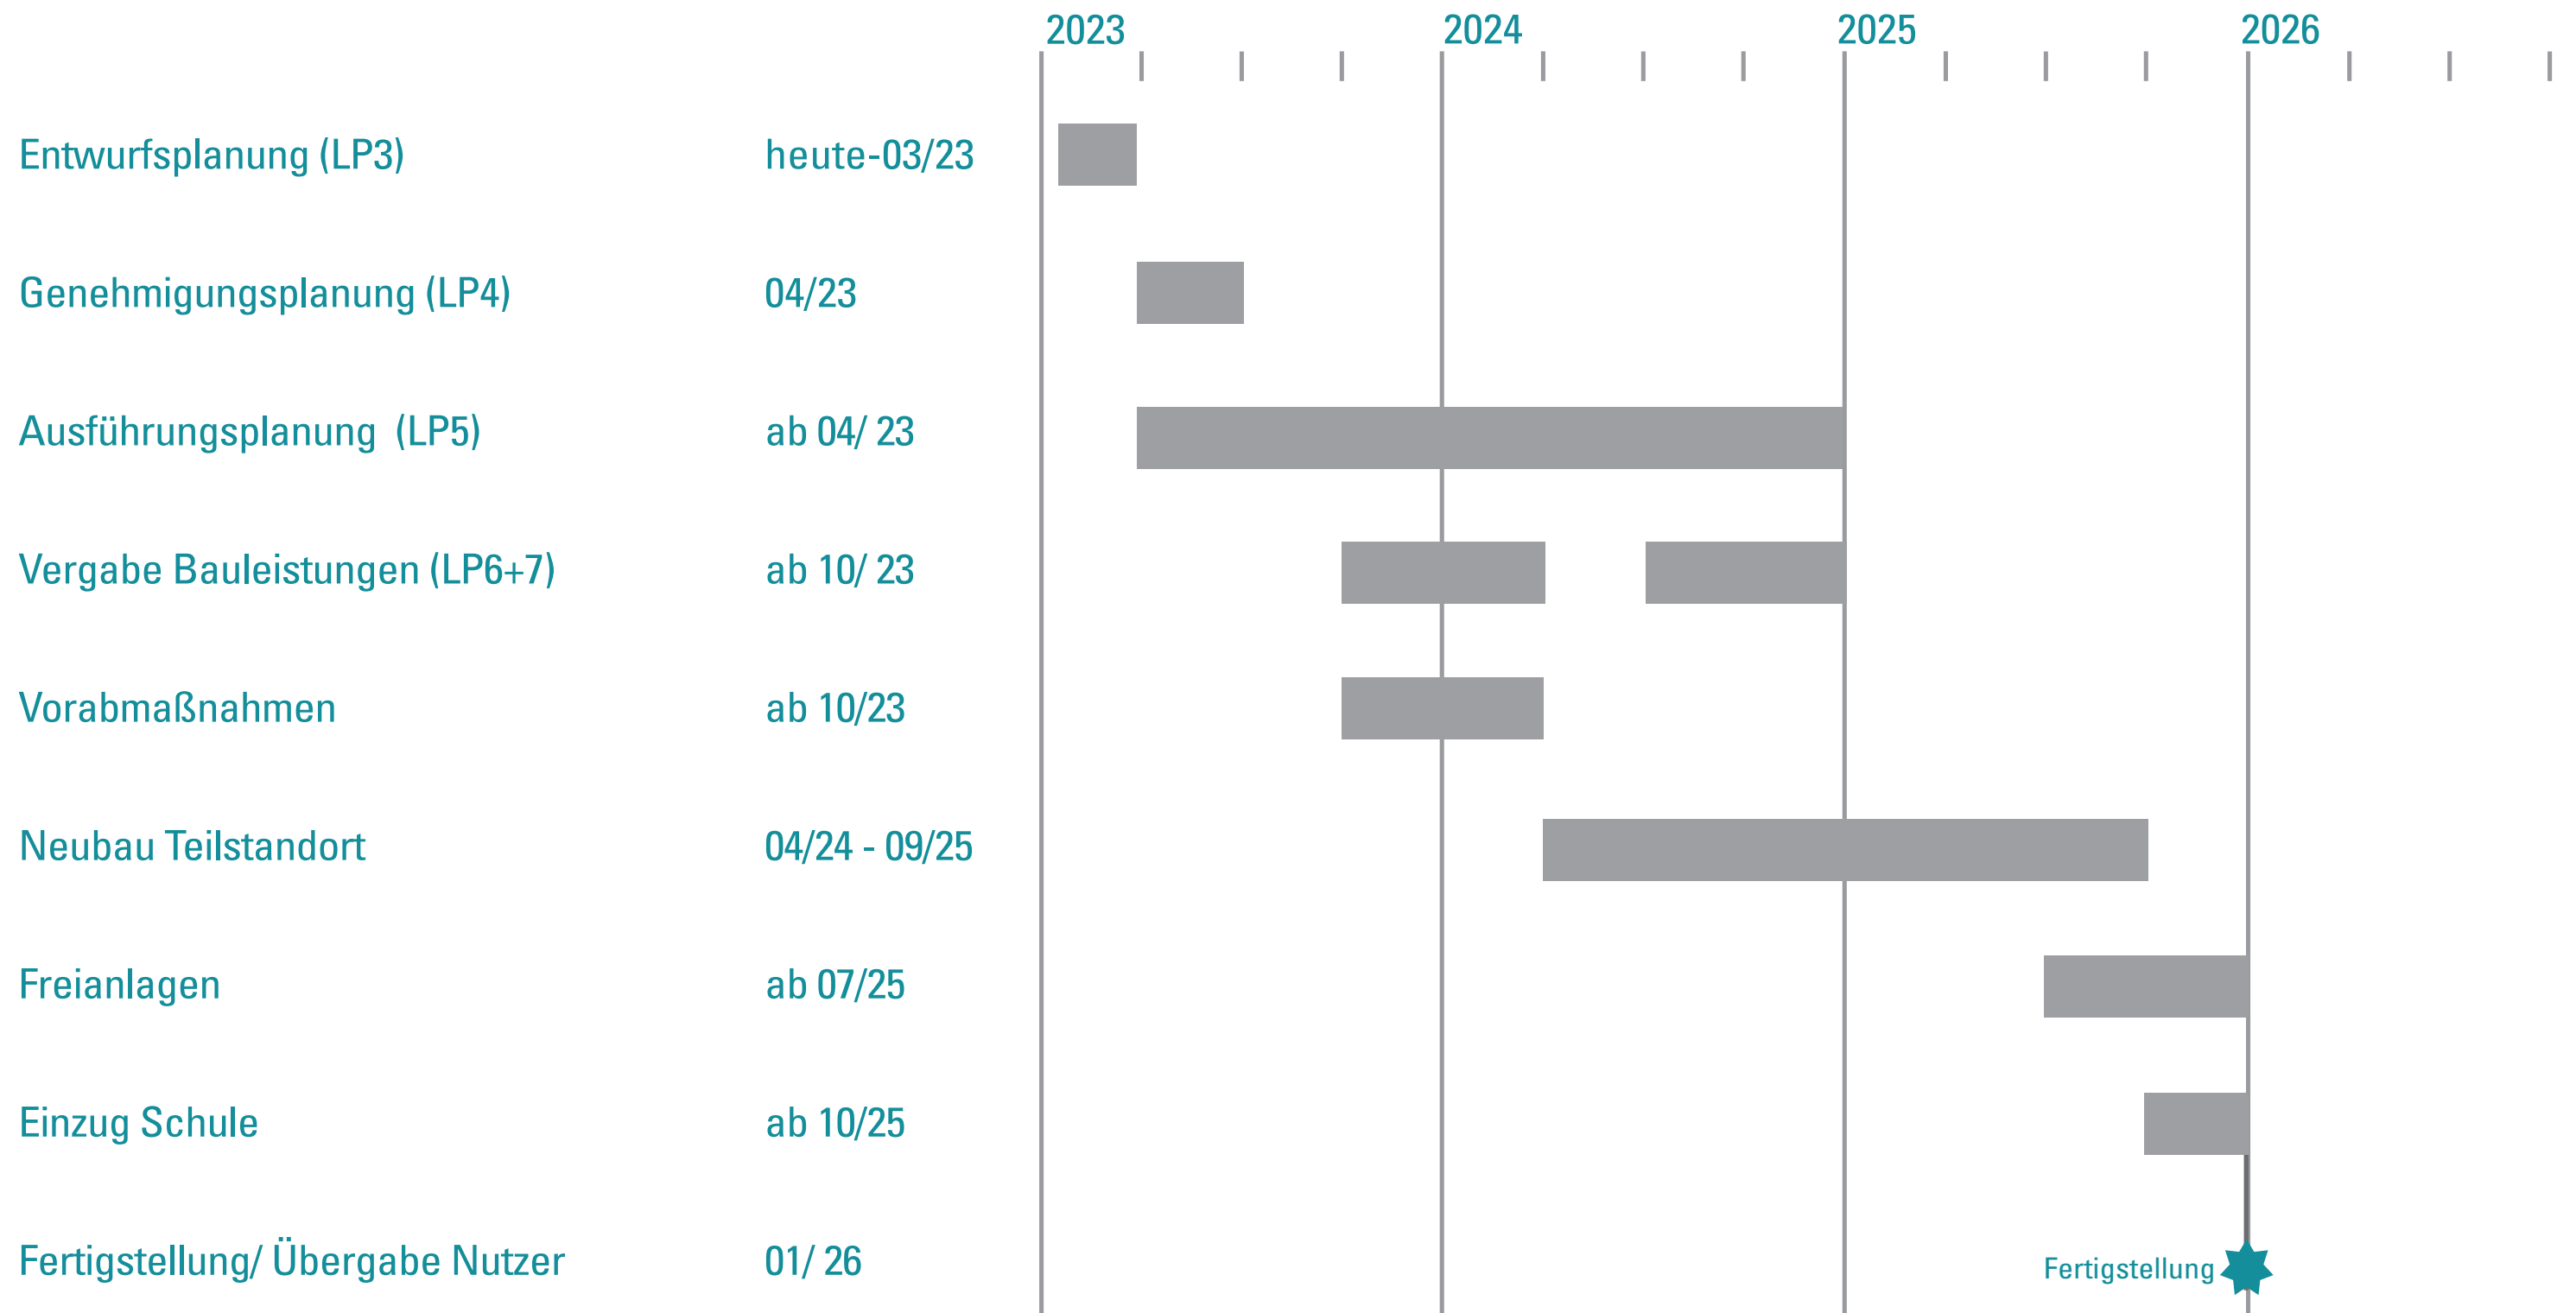 2023 2024 2025 2026
Entwurfsplanung (LP3) heute-03/23
Genehmigungsplanung (LP4) 04/23
Ausführungsplanung (LP5) ab 04/ 23
Vergabe Bauleistungen (LP6+7) ab 10/ 23
Vorabmaßnahmen ab 10/23
Neubau Teilstandort 04/24 - 09/25
Freianlagen ab 07/25
Einzug Schule ab 10/25
Fertigstellung/ Übergabe Nutzer 01/ 26 Fertigstellung